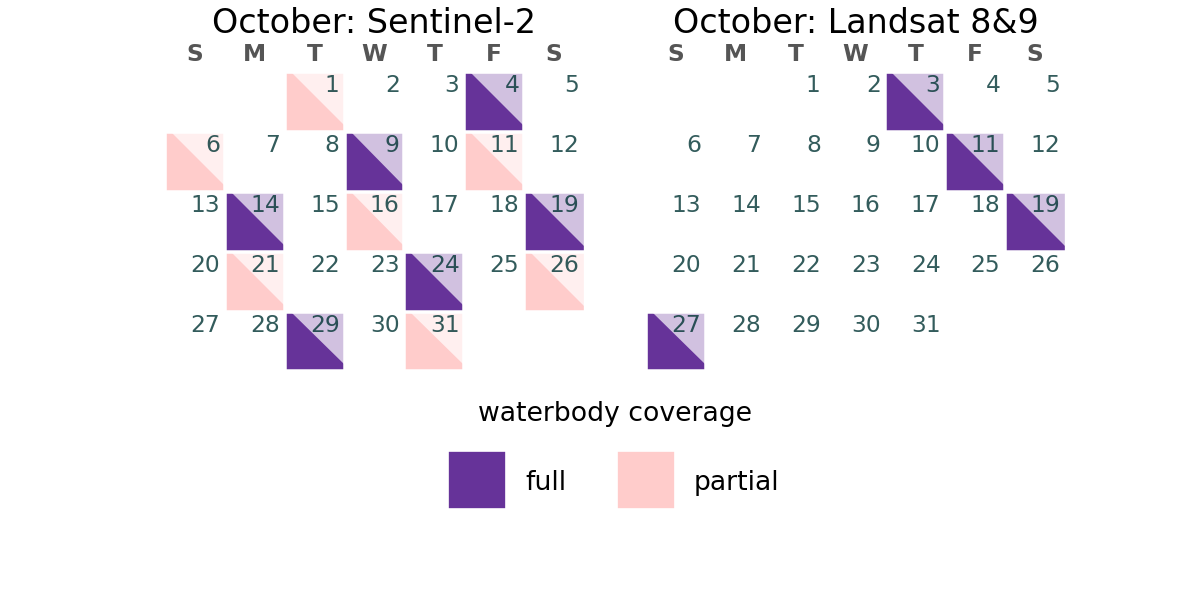 October: Sentinel-2
S M T W T F S
1 2 3 4 5
6 7 8 9 10 11 12
13 14 15 16 17 18 19
20 21 22 23 24 25 26
27 28 29 30 31
October: Landsat 8&9
S M T W T F S
1 2 3 4 5
6 7 8 9 10 11 12
13 14 15 16 17 18 19
20 21 22 23 24 25 26
27 28 29 30 31
waterbody coverage
full
partial